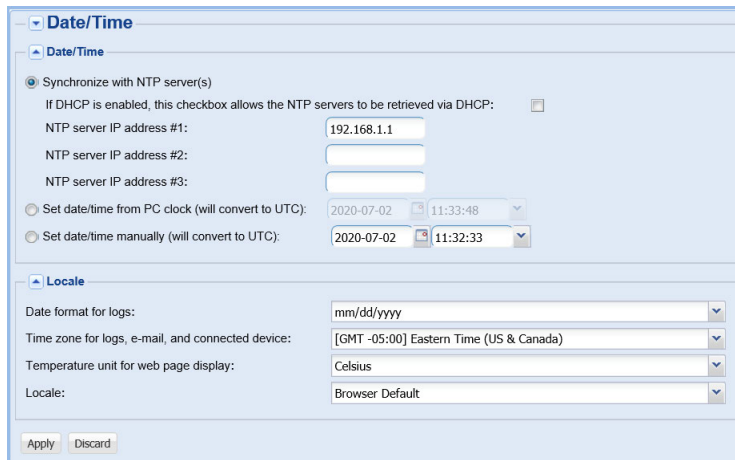 Date/Time
Date/Time
Synchronize with NTP server(s)
If DHCP is enabled, this checkbox allows the NTP servers to be retrieved via DHCP:
NTP server IP address #1: 192.168.1.1
NTP server IP address #2:
NTP server IP address #3:
Set date/time from PC clock (will convert to UTC): 2020-07-02 11:33:48
Set date/time manually (will convert to UTC): 2020-07-02 11:32:33
Locale
Date format for logs: mm/dd/yyyy
Time zone for logs, e-mail, and connected device: [GMT -05:00] Eastern Time (US & Canada)
Temperature unit for web page display: Celsius
Locale: Browser Default
Apply Discard